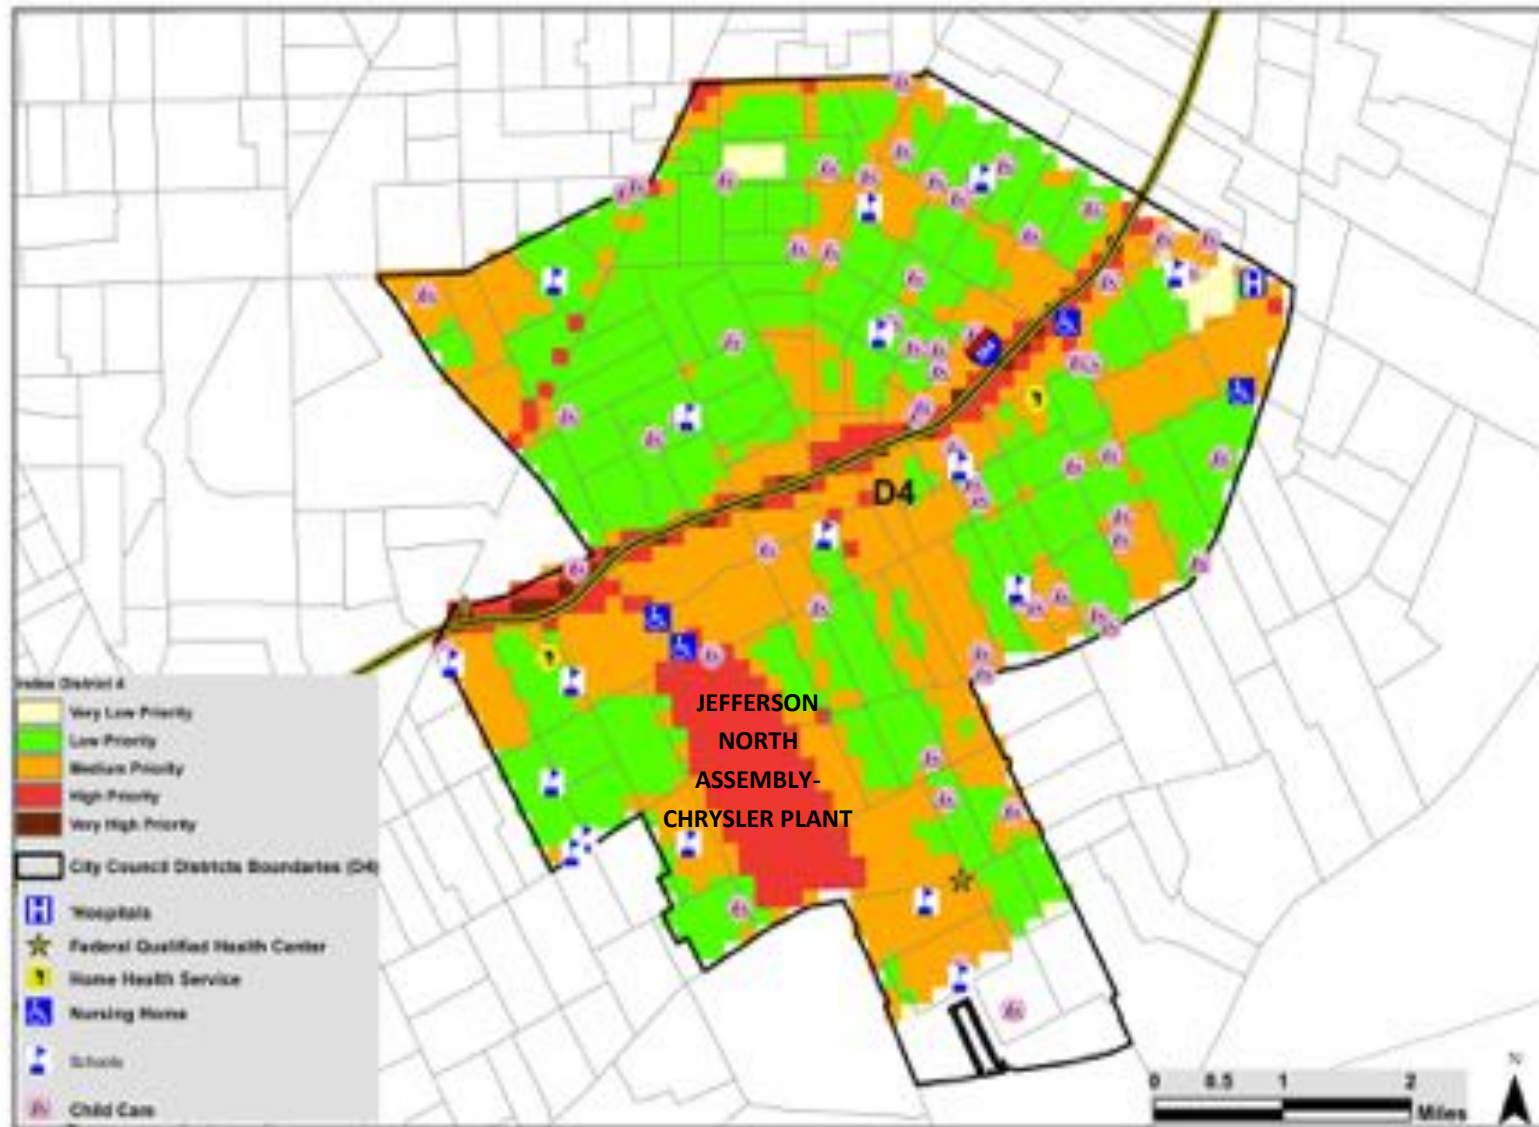 D4
JEFFERSON
NORTH
ASSEMBLY-
CHRYSLER PLANT
Index District 4
Very Low Priority
Low Priority
Medium Priority
High Priority
Very High Priority
City Council Districts Boundaries (D4)
H
*Hospitals
Federal Qualified Health Center
Home Health Service
Nursing Home
Schools
Child Care
N
0 0.5 1 2
Miles